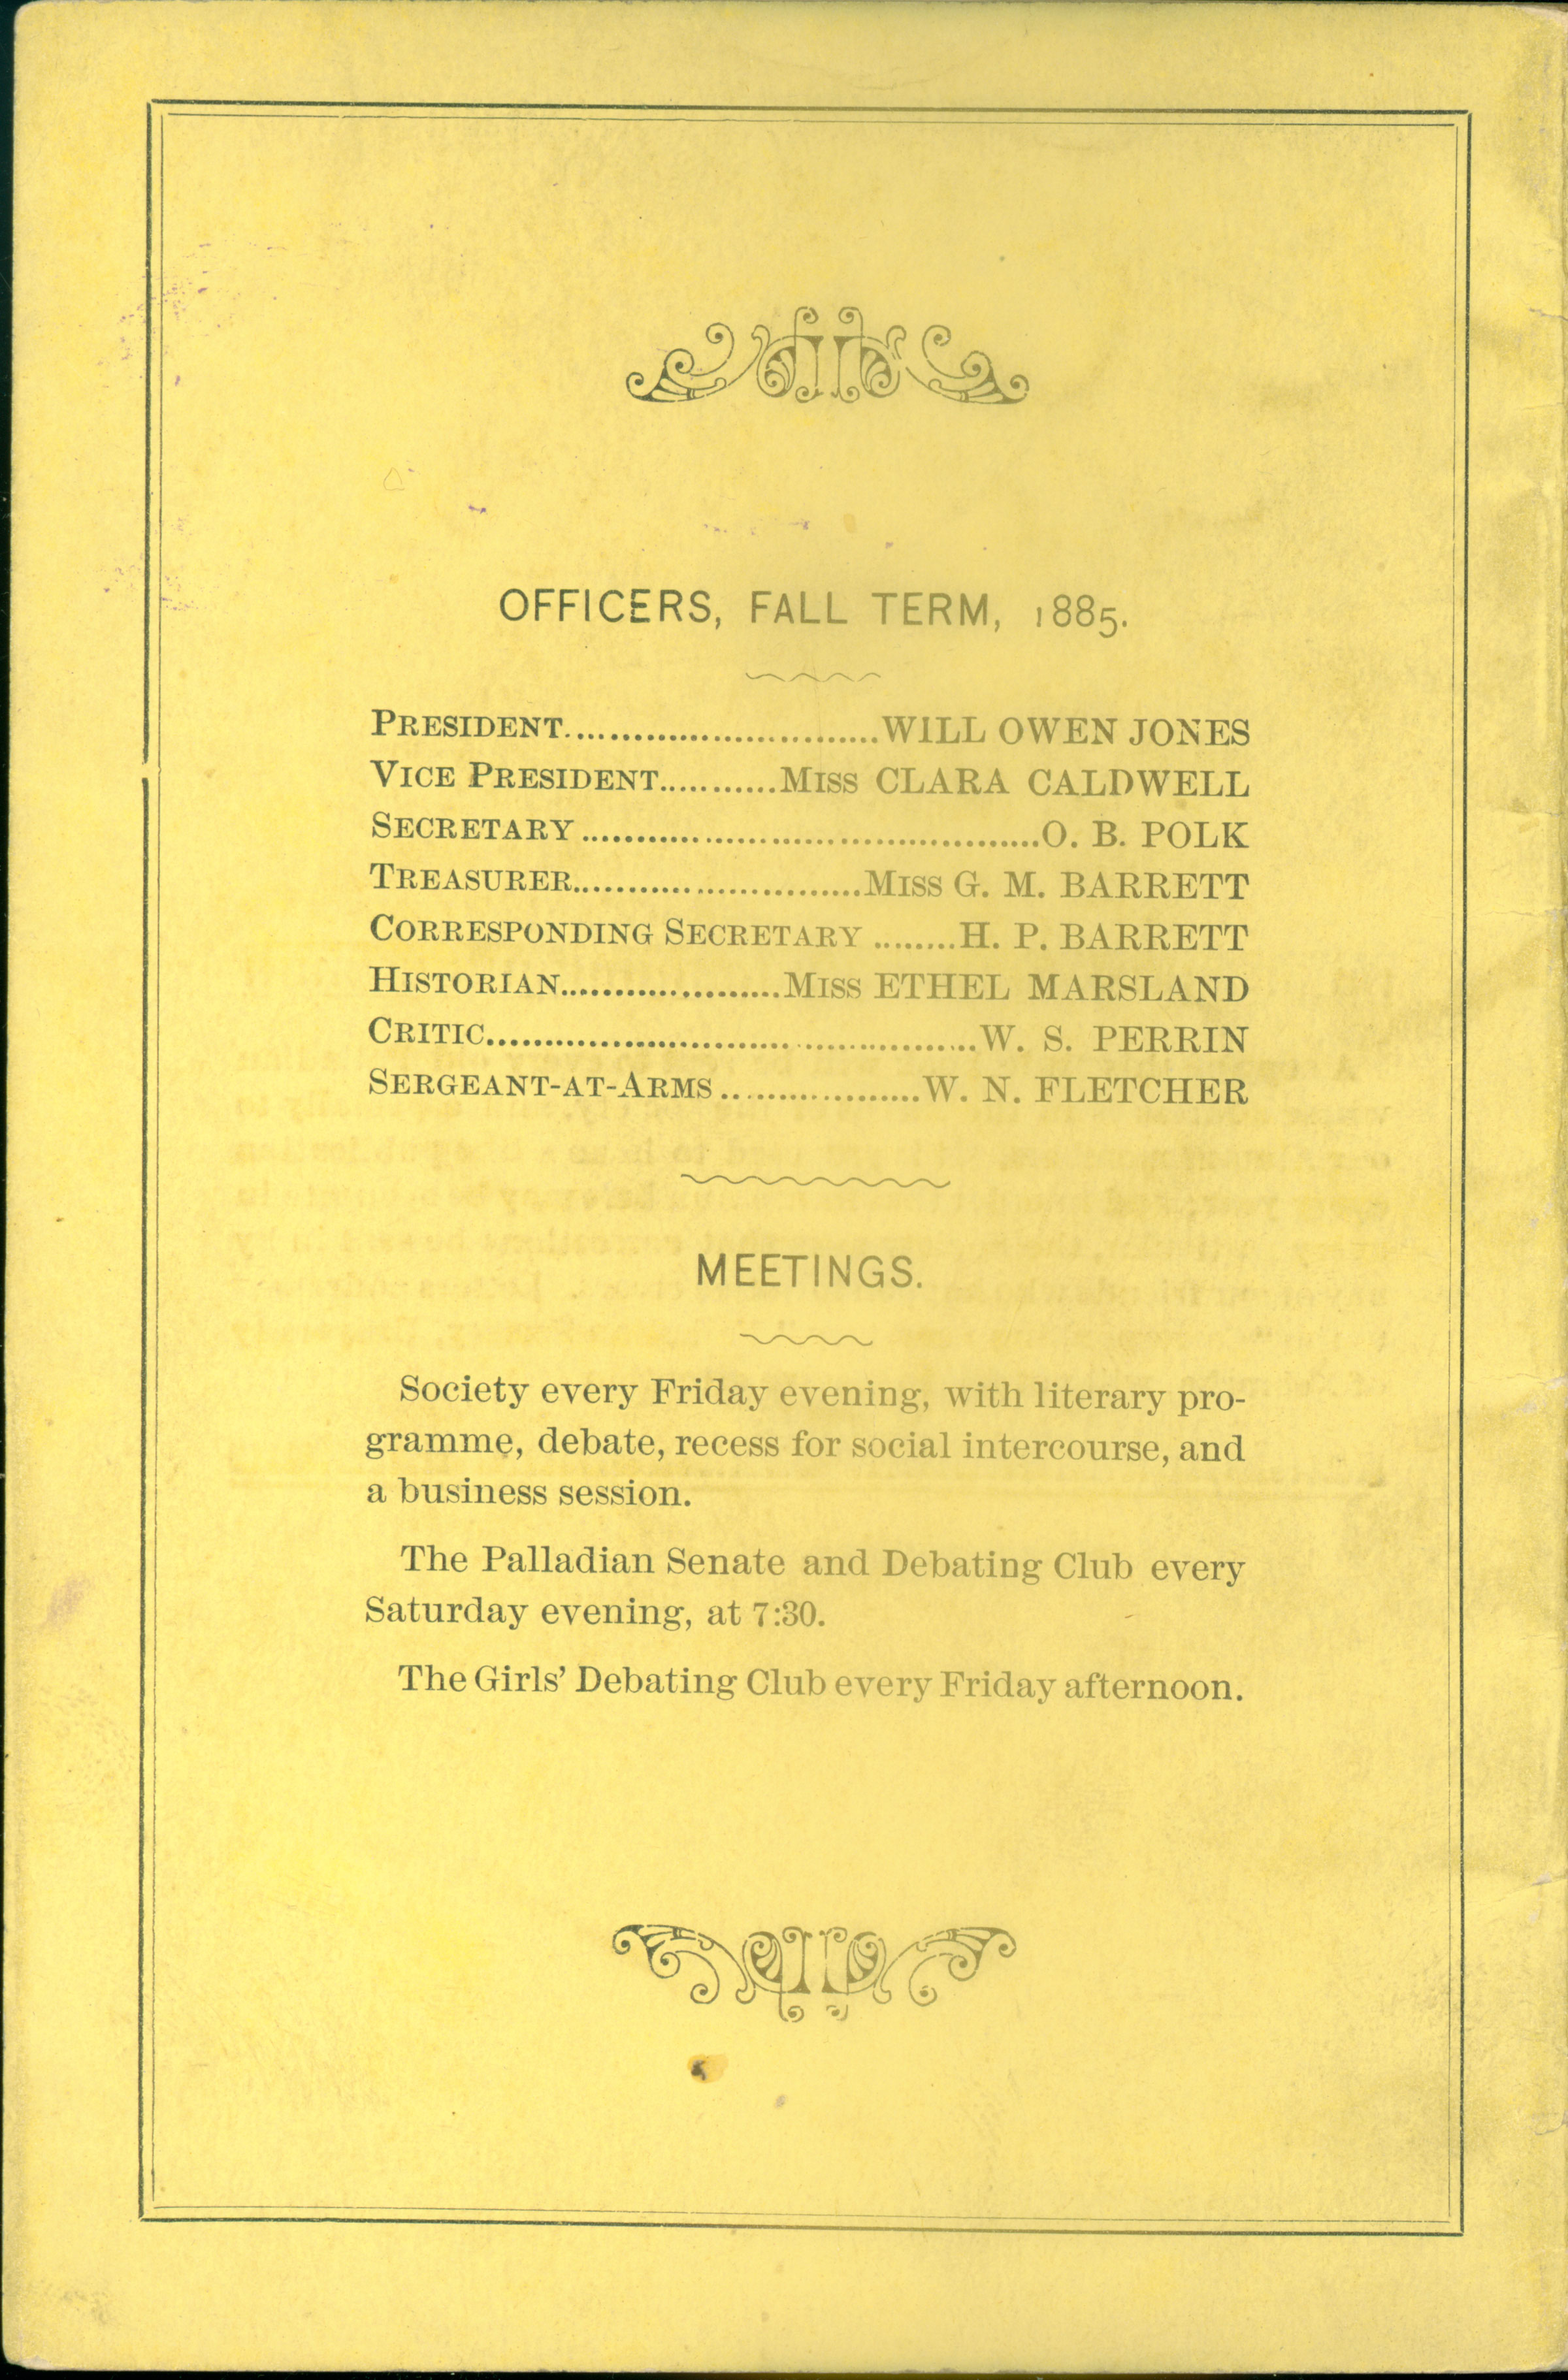 OFFICERS, FALL TERM, 1885.
PRESIDENT............................WILL OWEN JONES
VICE PRESIDENT...........MISS CLARA CALDWELL
SECRETARY..........................................O. B. POLK
TREASURER..........................MISS G. M. BARRETT
CORRESPONDING SECRETARY ........H. P. BARRETT
HISTORIAN.....................MISS ETHEL MARSLAND
CRITIC............................................W. S. PERRIN
SERGEANT-AT-ARMS...................W. N. FLETCHER
MEETINGS.
Society every Friday evening, with literary pro-
gramme, debate, recess for social intercourse, and
a business session.
The Palladian Senate and Debating Club every
Saturday evening, at 7:30.
The Girls' Debating Club every Friday afternoon.